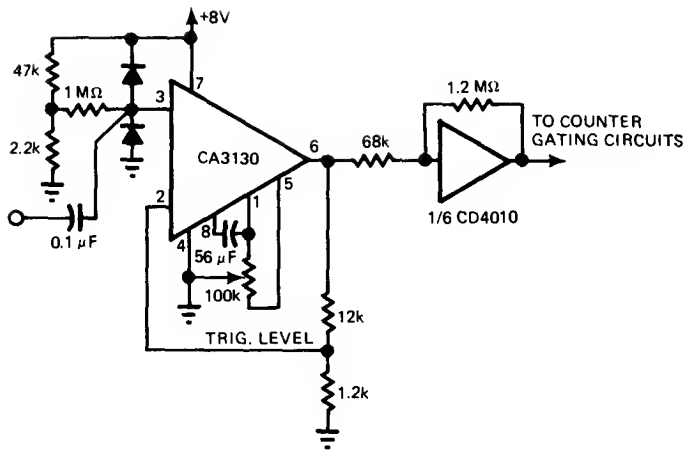 +8V
47k
1 MΩ
1.2 MΩ
7
3
TO COUNTER
GATING CIRCUITS
6
68k
CA3130
5
2.2k
2
1
8
1/6 CD4010
4
0.1 µF
56 µF
100k
12k
TRIG. LEVEL
1.2k